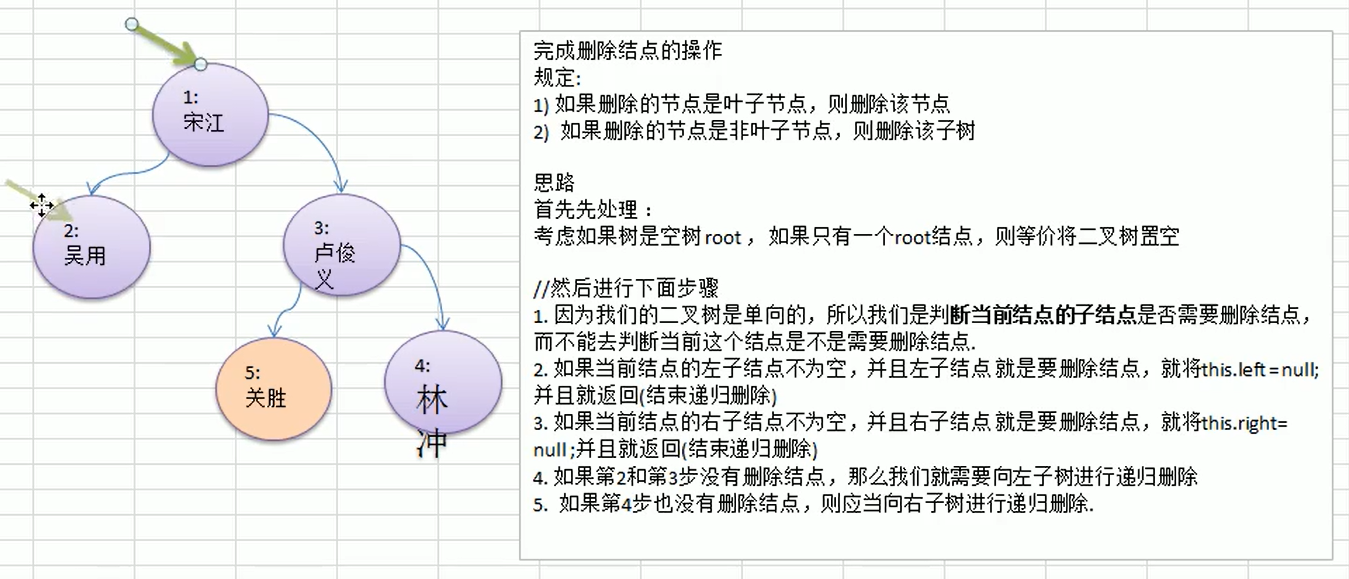 1:
宋江
2:
吴用
3:
卢俊
义
5:
关胜
4:
林
冲
完成删除结点的操作
规定:
1) 如果删除的节点是叶子节点，则删除该节点
2) 如果删除的节点是非叶子节点，则删除该子树
思路
首先先处理：
考虑如果树是空树root，如果只有一个root结点，则等价将二叉树置空
//然后进行下面步骤
1. 因为我们的二叉树是单向的，所以我们是判断当前结点的子结点是否需要删除结点，
而不能去判断当前这个结点是不是需要删除结点.
2. 如果当前结点的左子结点不为空，并且左子结点 就是要删除结点，就将this.left = null;
并且就返回(结束递归删除)
3. 如果当前结点的右子结点不为空，并且右子结点 就是要删除结点，就将this.right=
null ;并且就返回(结束递归删除)
4. 如果第2和第3步没有删除结点，那么我们就需要向左子树进行递归删除
5. 如果第4步也没有删除结点，则应当向右子树进行递归删除.